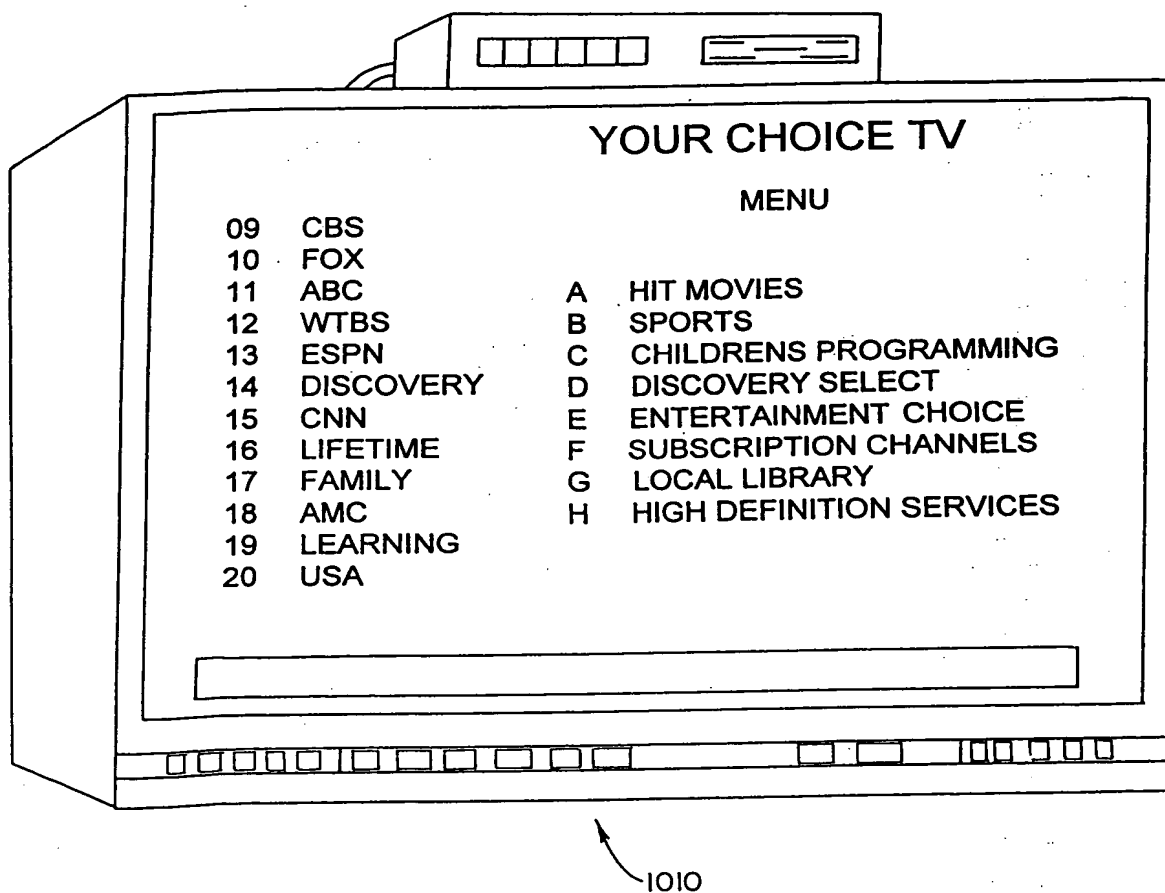 YOUR CHOICE TV
MENU
09 CBS
10 FOX
11 ABC
12 WTBS
13 ESPN
14 DISCOVERY
15 CNN
16 LIFETIME
17 FAMILY
18 AMC
19 LEARNING
20 USA
A HIT MOVIES
B SPORTS
C CHILDRENS PROGRAMMING
D DISCOVERY SELECT
E ENTERTAINMENT CHOICE
F SUBSCRIPTION CHANNELS
G LOCAL LIBRARY
H HIGH DEFINITION SERVICES
1010